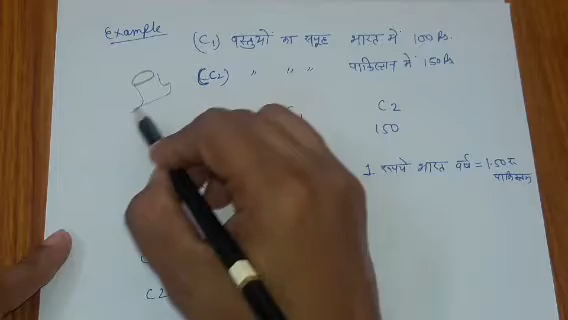 Example
(C1) वस्तुओं का समूह भारत में 100 Rs.
(C2) " " " पाकिस्तान में 150 Rs
C2
150
1 रूपये भारत वर्ष = 1.50 रु
पाकिस्तान
C2